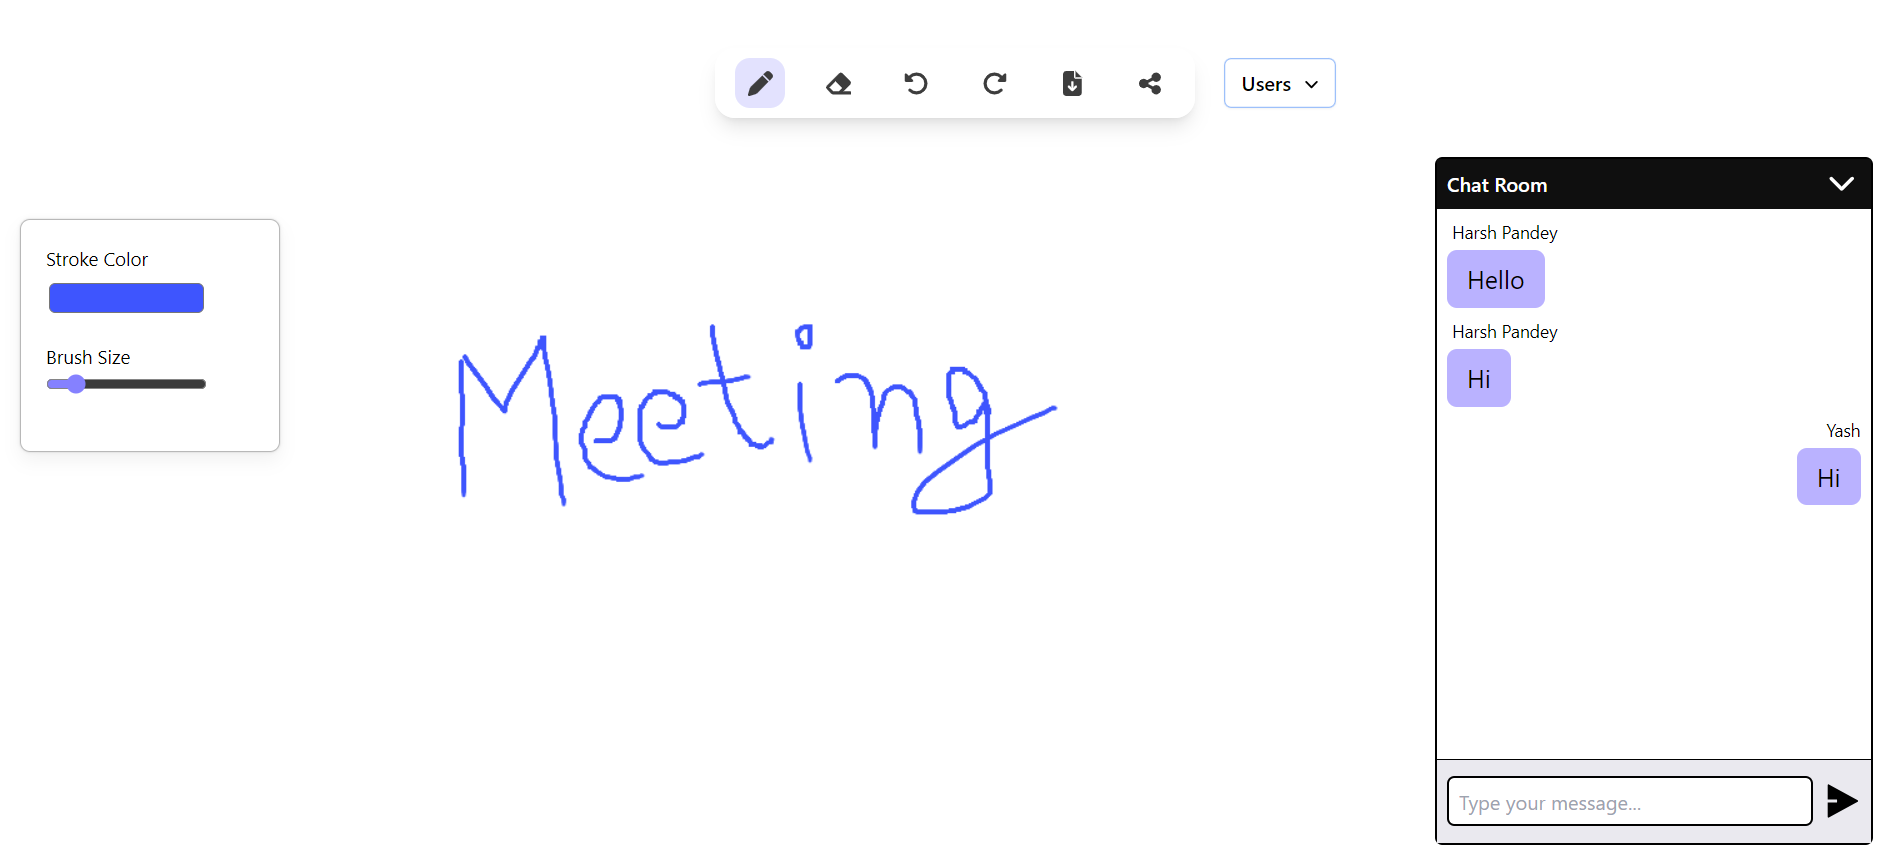 Users
Chat Room
Harsh Pandey
Hello
Harsh Pandey
Hi
Yash
Hi
Stroke Color
Brush Size
Meeting
Type your message...